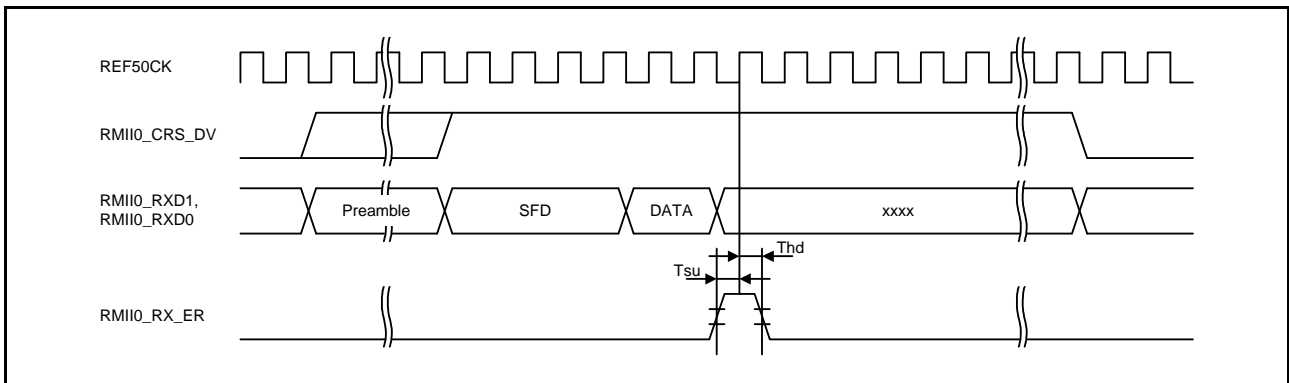 REF50CK
RMII0_CRS_DV
RMII0_RXD1,
RMII0_RXD0
Preamble
SFD
DATA
xxxx
Thd
Tsu
RMII0_RX_ER